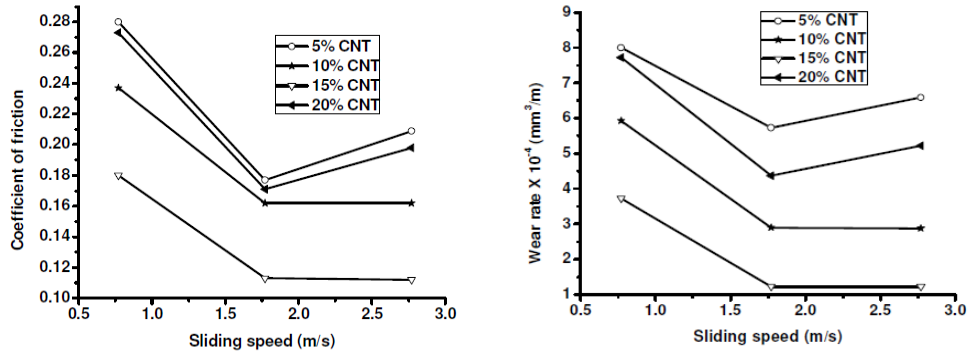 0.28
0.26
0.24
0.22
0.20
0.18
0.16
0.14
0.12
0.10
Coefficient of friction
5% CNT
10% CNT
15% CNT
20% CNT
0.5
1.0
1.5
2.0
2.5
3.0
Sliding speed (m/s)
9
8
7
6
5
4
3
2
1
Wear rate X 10⁻⁴ (mm³/m)
5% CNT
10% CNT
15% CNT
20% CNT
0.5
1.0
1.5
2.0
2.5
3.0
Sliding speed (m/s)